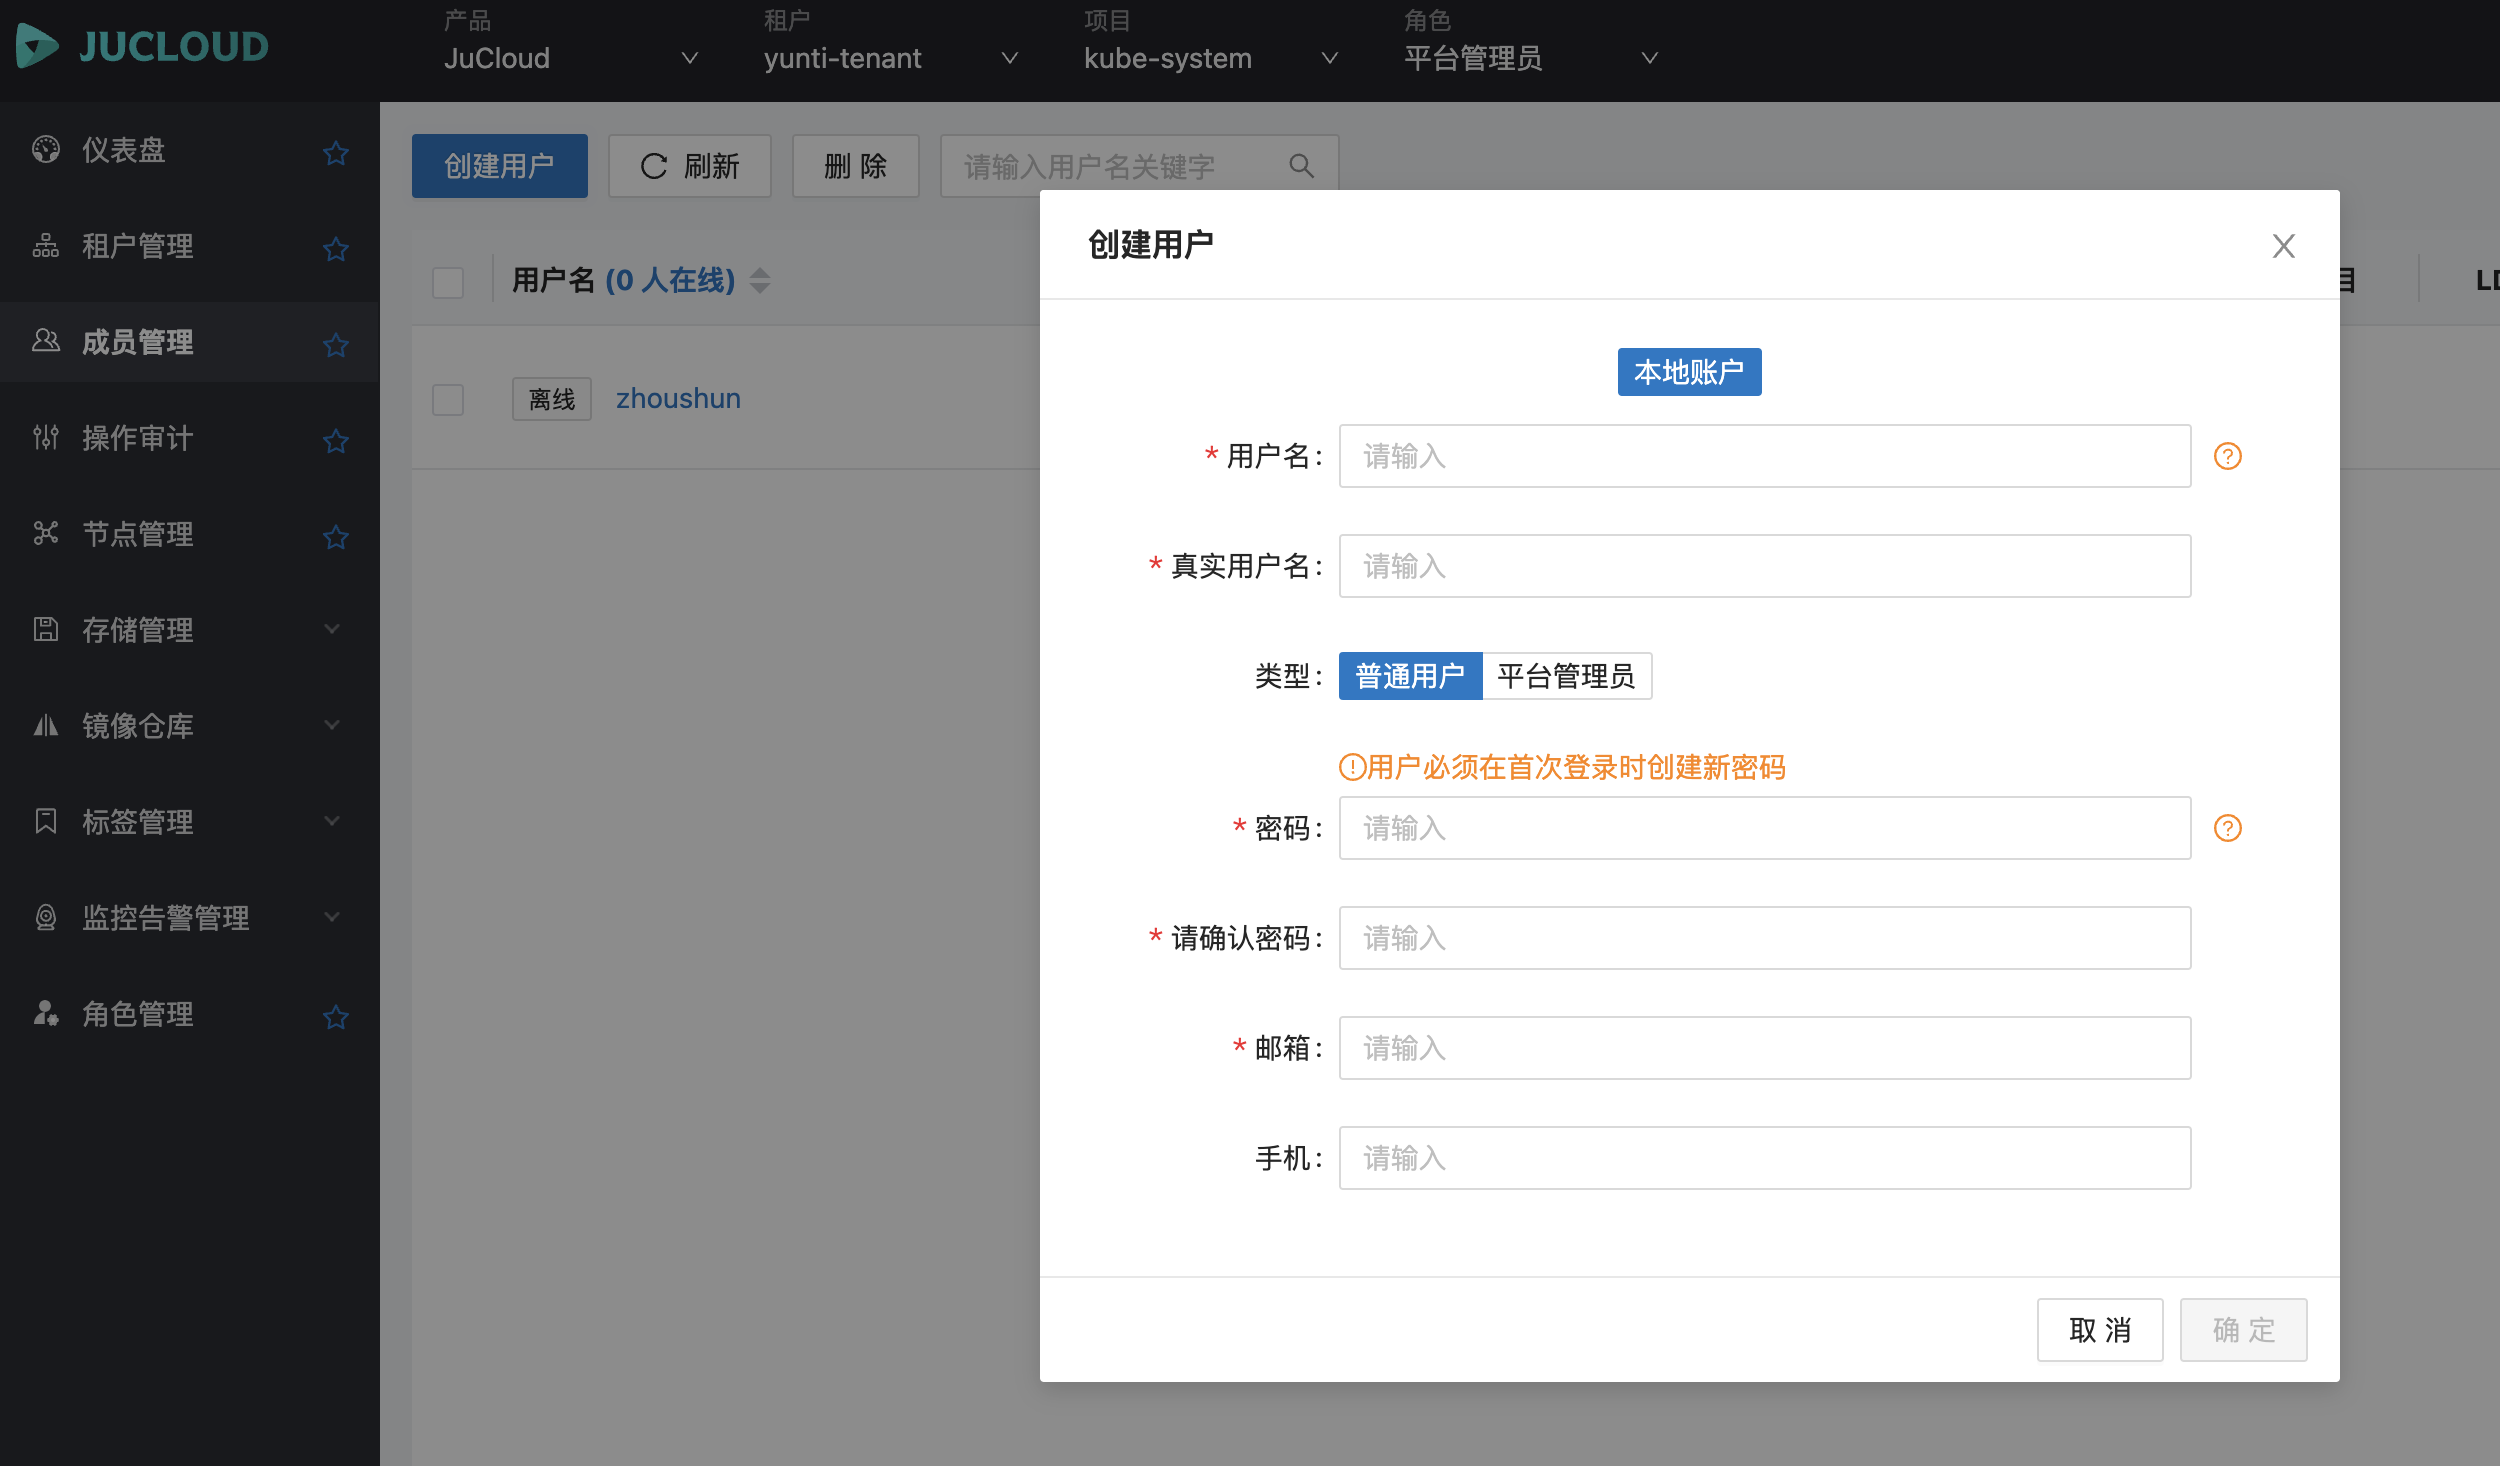 JUCLOUD
产品
JuCloud
租户
yunti-tenant
项目
kube-system
角色
平台管理员
仪表盘
租户管理
成员管理
操作审计
节点管理
存储管理
镜像仓库
标签管理
监控告警管理
角色管理
创建用户
刷新
删 除
请输入用户名关键字
用户名 (0 人在线)
离线
zhoushun
创建用户
本地账户
* 用户名:
请输入
* 真实用户名:
请输入
类型:
普通用户
平台管理员
用户必须在首次登录时创建新密码
* 密码:
请输入
* 请确认密码:
请输入
* 邮箱:
请输入
手机:
请输入
取 消
确 定